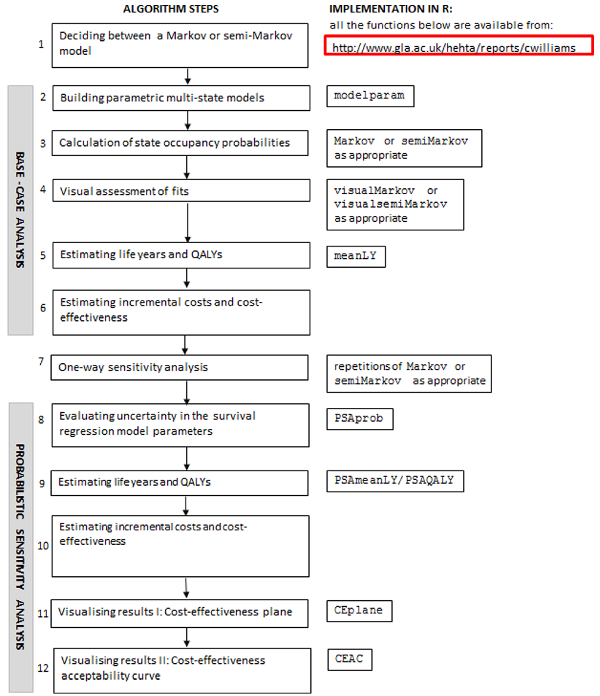 ALGORITHM STEPS
IMPLEMENTATION IN R:
all the functions below are available from:
http://www.gla.ac.uk/hehta/reports/cwilliams
1
Deciding between a Markov or semi-Markov
model
BASE - CASE ANALYSIS
2
Building parametric multi-state models
modelparam
3
Calculation of state occupancy probabilities
Markov or semiMarkov
as appropriate
4
Visual assessment of fits
visualMarkov or
visualsemiMarkov
as appropriate
5
Estimating life years and QALYs
meanLY
6
Estimating incremental costs and cost-
effectiveness
7
One-way sensitivity analysis
repetitions of Markov or
semiMarkov as appropriate
PROBABILISTIC SENSITIVITY ANALYSIS
8
Evaluating uncertainty in the survival
regression model parameters
PSAprob
9
Estimating life years and QALYs
PSAmeanLY/PSAQALY
10
Estimating incremental costs and cost-
effectiveness
11
Visualising results I: Cost-effectiveness plane
CEplane
12
Visualising results II: Cost-effectiveness
acceptability curve
CEAC